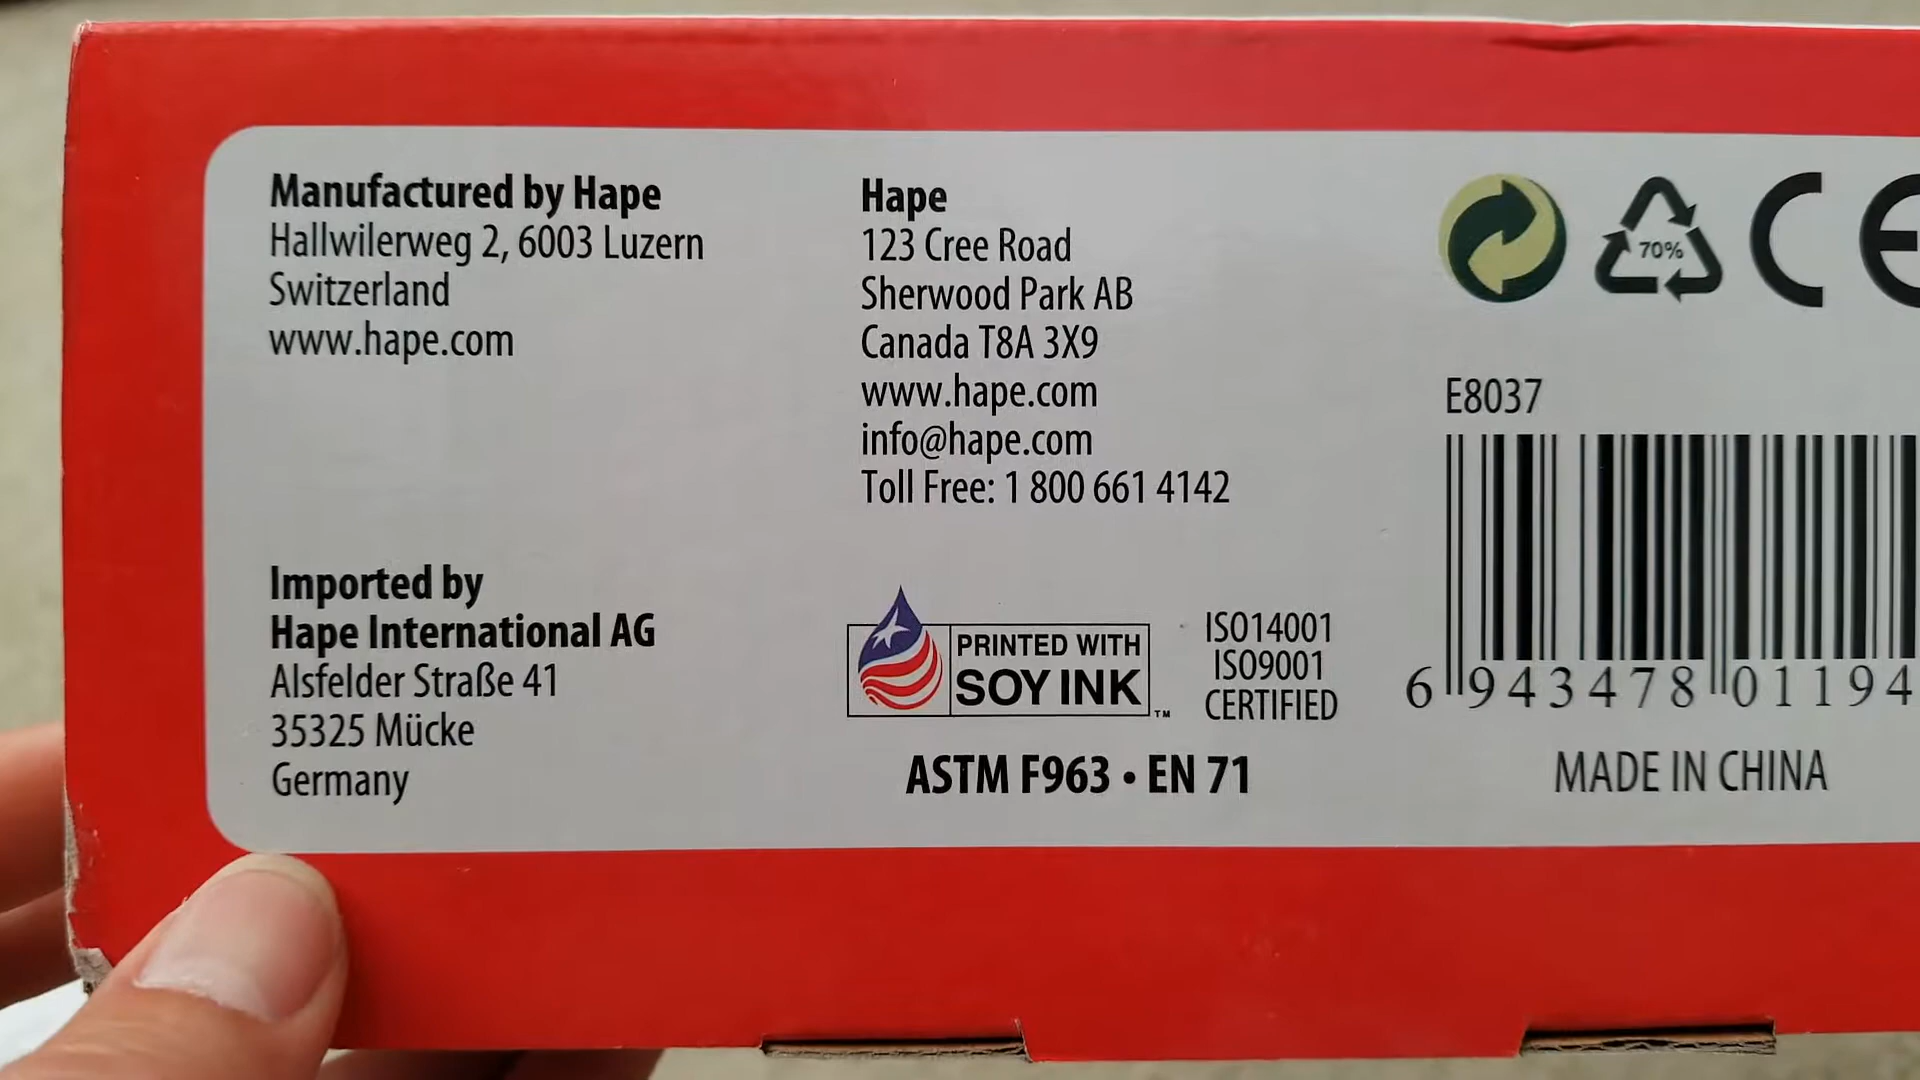 Manufactured by Hape
Hallwilerweg 2, 6003 Luzern
Switzerland
www.hape.com
Imported by
Hape International AG
Alsfelder Straße 41
35325 Mücke
Germany
Hape
123 Cree Road
Sherwood Park AB
Canada T8A 3X9
www.hape.com
info@hape.com
Toll Free: 1 800 661 4142
PRINTED WITH
SOY INK ™
ISO14001
ISO9001
CERTIFIED
ASTM F963 • EN 71
70%
CE
E8037
6 943478 01194
MADE IN CHINA